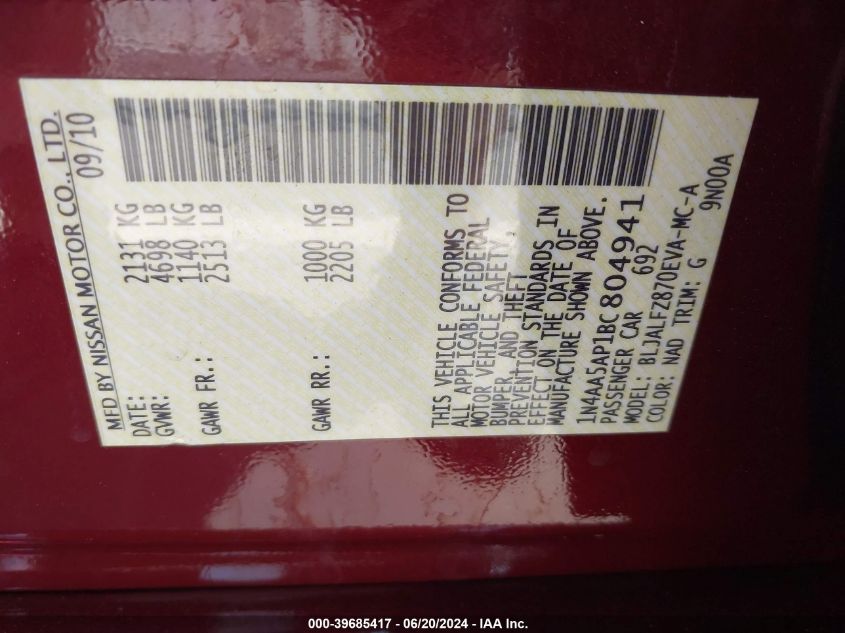 MFD BY NISSAN MOTOR CO., LTD.
DATE: 09/10
GVWR: 2131 KG
4698 LB
GAWR FR.: 1140 KG
2513 LB
GAWR RR.: 1000 KG
2205 LB
THIS VEHICLE CONFORMS TO
ALL APPLICABLE FEDERAL
MOTOR VEHICLE SAFETY,
BUMPER, AND THEFT
PREVENTION STANDARDS IN
EFFECT ON THE DATE OF
MANUFACTURE SHOWN ABOVE.
1N4AA5AP1BC804941
PASSENGER CAR 692
MODEL: BLJALFZ870EVA-MC-A
COLOR: NAD TRIM: G 9N00A
000-39685417 - 06/20/2024 - IAA Inc.